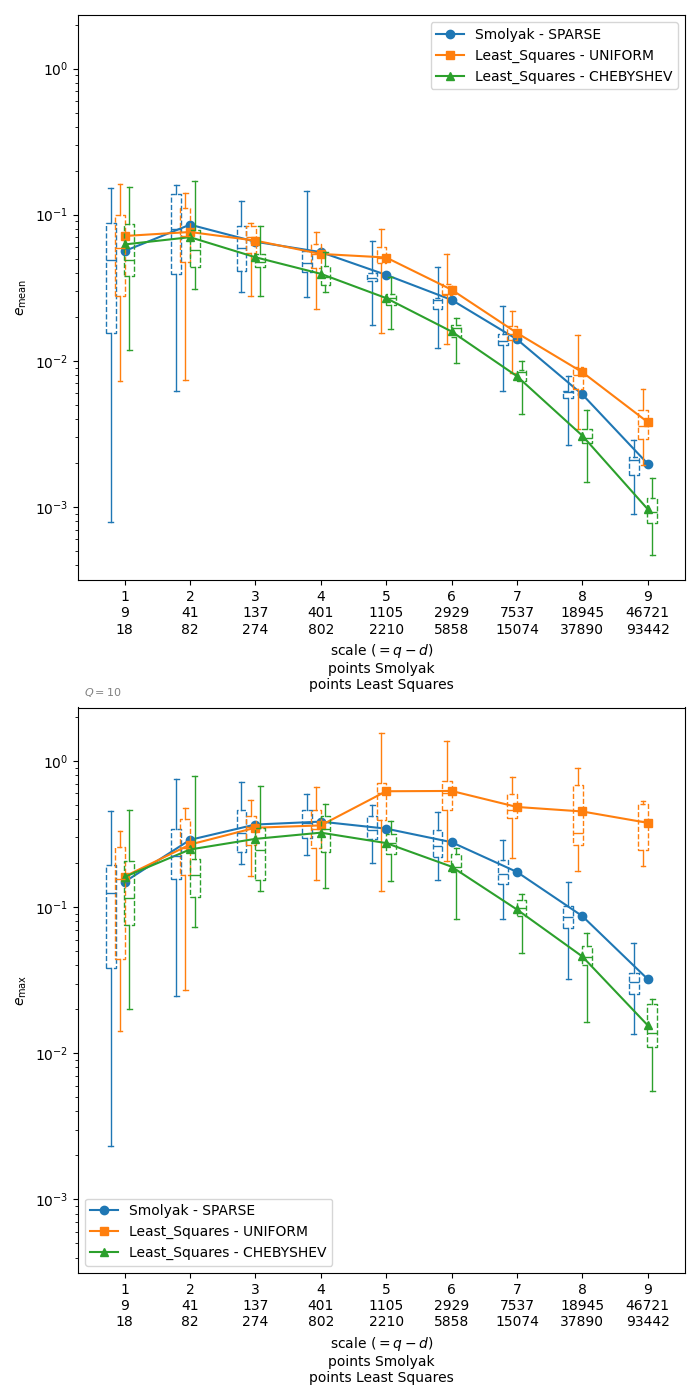 Smolyak - SPARSE
Least_Squares - UNIFORM
Least_Squares - CHEBYSHEV
10⁰
10⁻¹
10⁻²
10⁻³
e_mean
1 2 3 4 5 6 7 8 9
9 41 137 401 1105 2929 7537 18945 46721
18 82 274 802 2210 5858 15074 37890 93442
scale (= q − d)
points Smolyak
points Least Squares
Q = 10
10⁰
10⁻¹
10⁻²
10⁻³
e_max
Smolyak - SPARSE
Least_Squares - UNIFORM
Least_Squares - CHEBYSHEV
1 2 3 4 5 6 7 8 9
9 41 137 401 1105 2929 7537 18945 46721
18 82 274 802 2210 5858 15074 37890 93442
scale (= q − d)
points Smolyak
points Least Squares